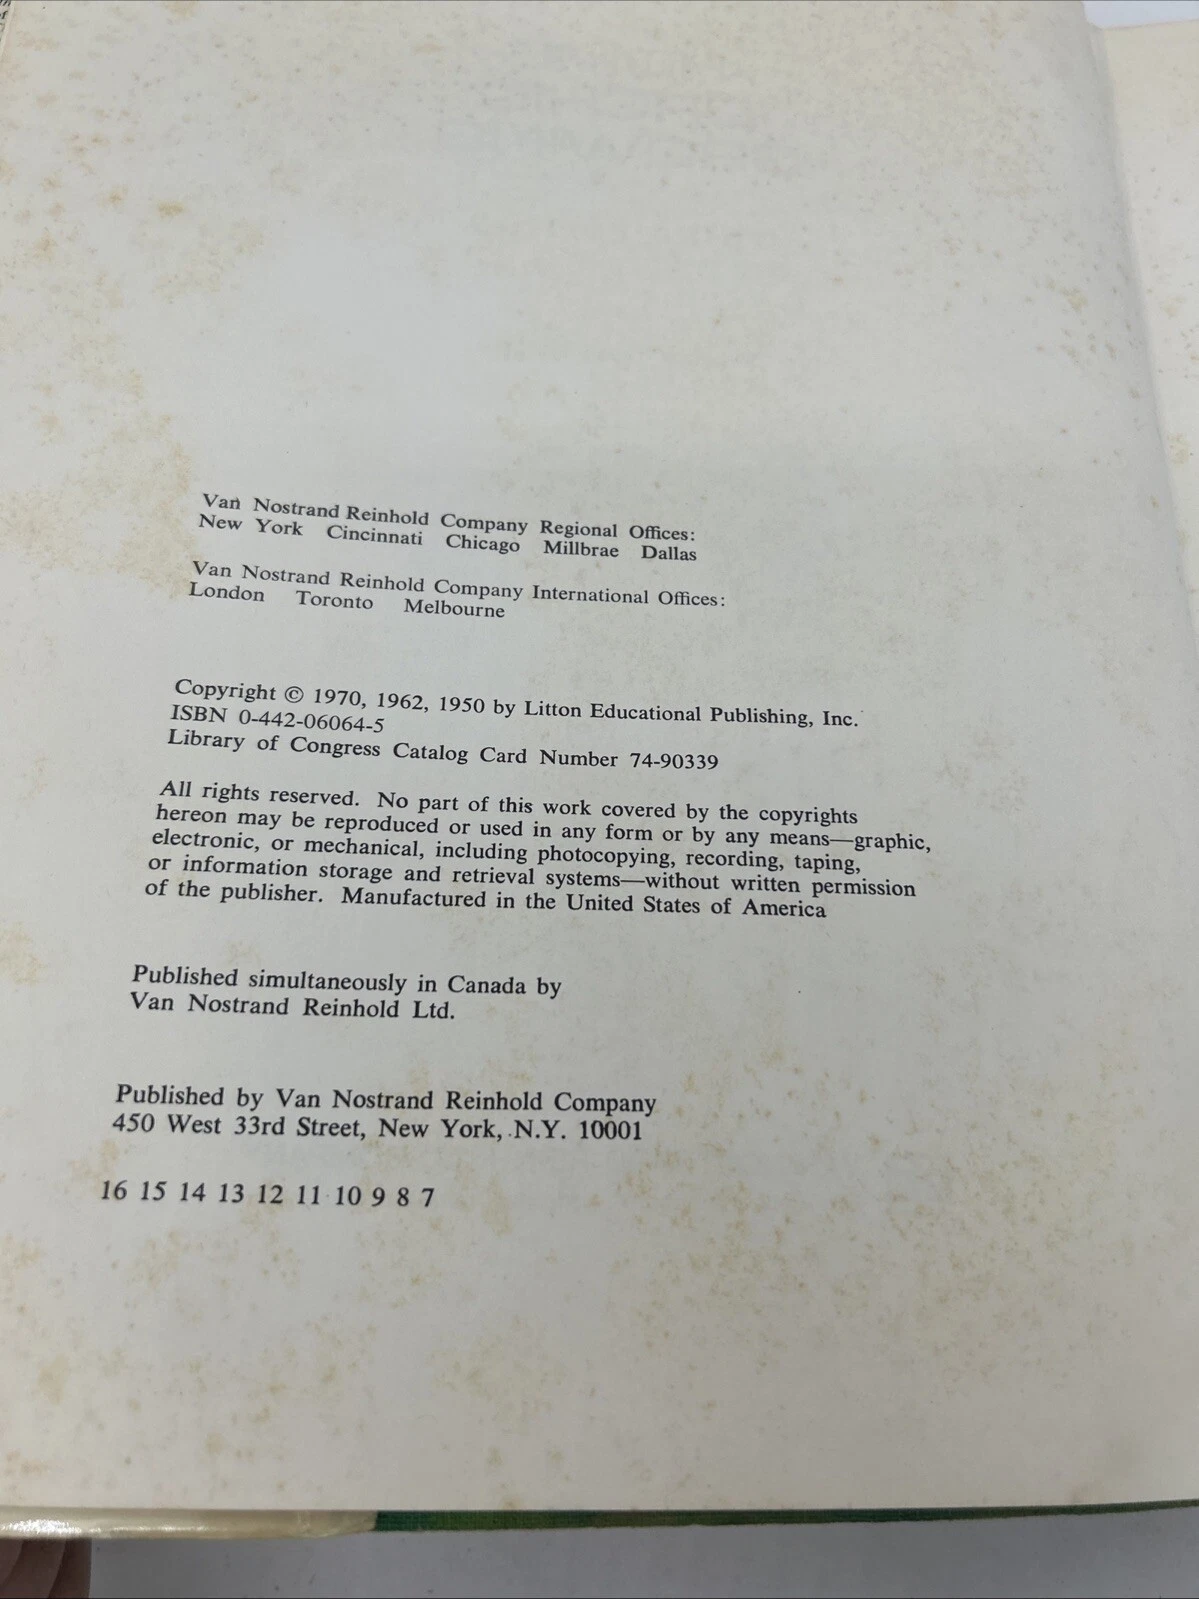 Van Nostrand Reinhold Company Regional Offices:
New York Cincinnati Chicago Millbrae Dallas
Van Nostrand Reinhold Company International Offices:
London Toronto Melbourne
Copyright © 1970, 1962, 1950 by Litton Educational Publishing, Inc.
ISBN 0-442-06064-5
Library of Congress Catalog Card Number 74-90339
All rights reserved. No part of this work covered by the copyrights
hereon may be reproduced or used in any form or by any means—graphic,
electronic, or mechanical, including photocopying, recording, taping,
or information storage and retrieval systems—without written permission
of the publisher. Manufactured in the United States of America
Published simultaneously in Canada by
Van Nostrand Reinhold Ltd.
Published by Van Nostrand Reinhold Company
450 West 33rd Street, New York, N.Y. 10001
16 15 14 13 12 11 10 9 8 7